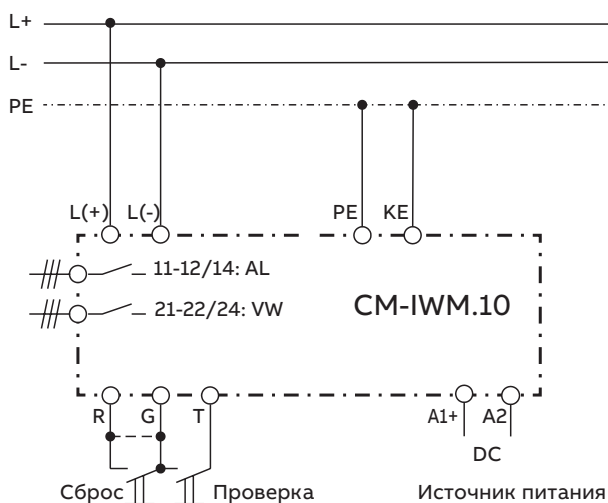 L+
L-
PE
L(+) L(-) PE KE
11-12/14: AL
21-22/24: VW
CM-IWM.10
R G T A1+ A2
DC
Сброс Проверка Источник питания